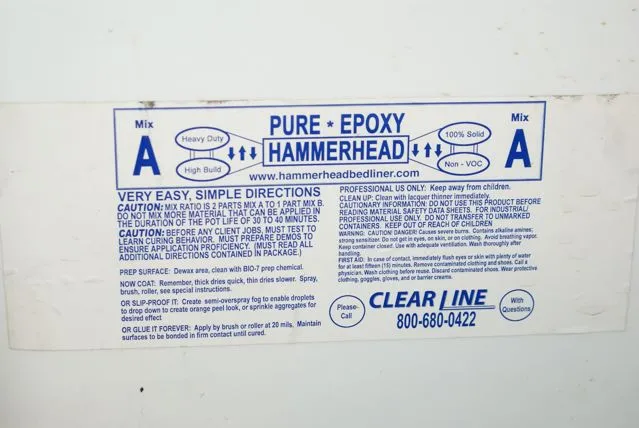 Mix
A
Heavy Duty
High Build
PURE * EPOXY
HAMMERHEAD
www.hammerheadbedliner.com
100% Solid
Non - VOC
Mix
A
VERY EASY, SIMPLE DIRECTIONS
CAUTION: MIX RATIO IS 2 PARTS MIX A TO 1 PART MIX B.
DO NOT MIX MORE MATERIAL THAT CAN BE APPLIED IN
THE DURATION OF THE POT LIFE OF 30 TO 40 MINUTES.
CAUTION: BEFORE ANY CLIENT JOBS, MUST TEST TO
LEARN CURING BEHAVIOR. MUST PREPARE DEMOS TO
ENSURE APPLICATION PROFICIENCY. (MUST READ ALL
ADDITIONAL DIRECTIONS CONTAINED IN PACKAGE.)
PREP SURFACE: Dewax area, clean with BIO-7 prep chemical.
NOW COAT: Remember, thick dries quick, thin dries slower. Spray,
brush, roller, see special instructions.
OR SLIP-PROOF IT: Create semi-overspray fog to enable droplets
to drop down to create orange peel look, or sprinkle aggregates for
desired effect
OR GLUE IT FOREVER: Apply by brush or roller at 20 mils. Maintain
surfaces to be bonded in firm contact until cured.
PROFESSIONAL US ONLY: Keep away from children.
CLEAN UP: Clean with lacquer thinner immediately.
CAUTIONARY INFORMATION: DO NOT USE THIS PRODUCT BEFORE
READING MATERIAL SAFETY DATA SHEETS. FOR INDUSTRIAL/
PROFESSIONAL USE ONLY. DO NOT TRANSFER TO UNMARKED
CONTAINERS. KEEP OUT OF REACH OF CHILDREN
WARNING: CAUTION DANGER: Causes severe burns. Contains alkaline amines;
strong sensitizer. Do not get in eyes, on skin, or on clothing. Avoid breathing vapor.
Keep container closed. Use with adequate ventilation. Wash thoroughly after
handling.
FIRST AID: In case of contact, immediately flush eyes or skin with plenty of water
for at least fifteen (15) minutes. Remove contaminated clothing and shoes. Call a
physician. Wash clothing before reuse. Discard contaminated shoes. Wear protective
clothing, goggles, gloves, and or barrier creams.
Please-
Call
CLEAR LINE
800-680-0422
With
Questions